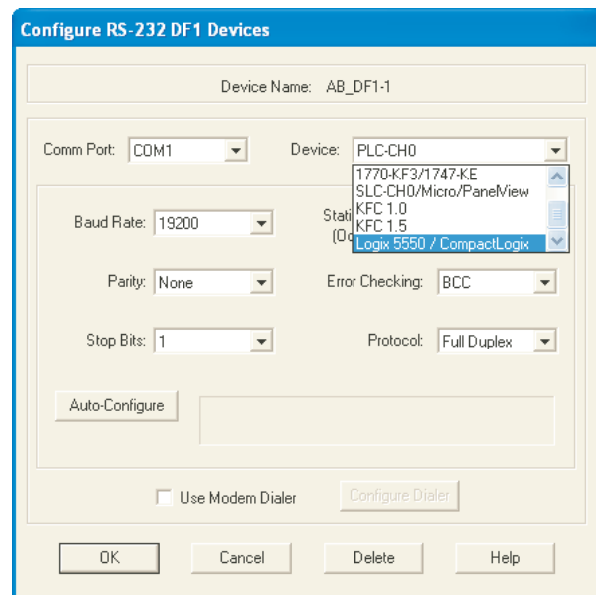 Configure RS-232 DF1 Devices
Device Name: AB_DF1-1
Comm Port: COM1 Device: PLC-CH0
1770-KF3/1747-KE
SLC-CH0/Micro/PanelView
KFC 1.0
KFC 1.5
Logix 5550 / CompactLogix
Baud Rate: 19200
Parity: None Error Checking: BCC
Stop Bits: 1 Protocol: Full Duplex
Auto-Configure
Use Modem Dialer Configure Dialer
OK Cancel Delete Help